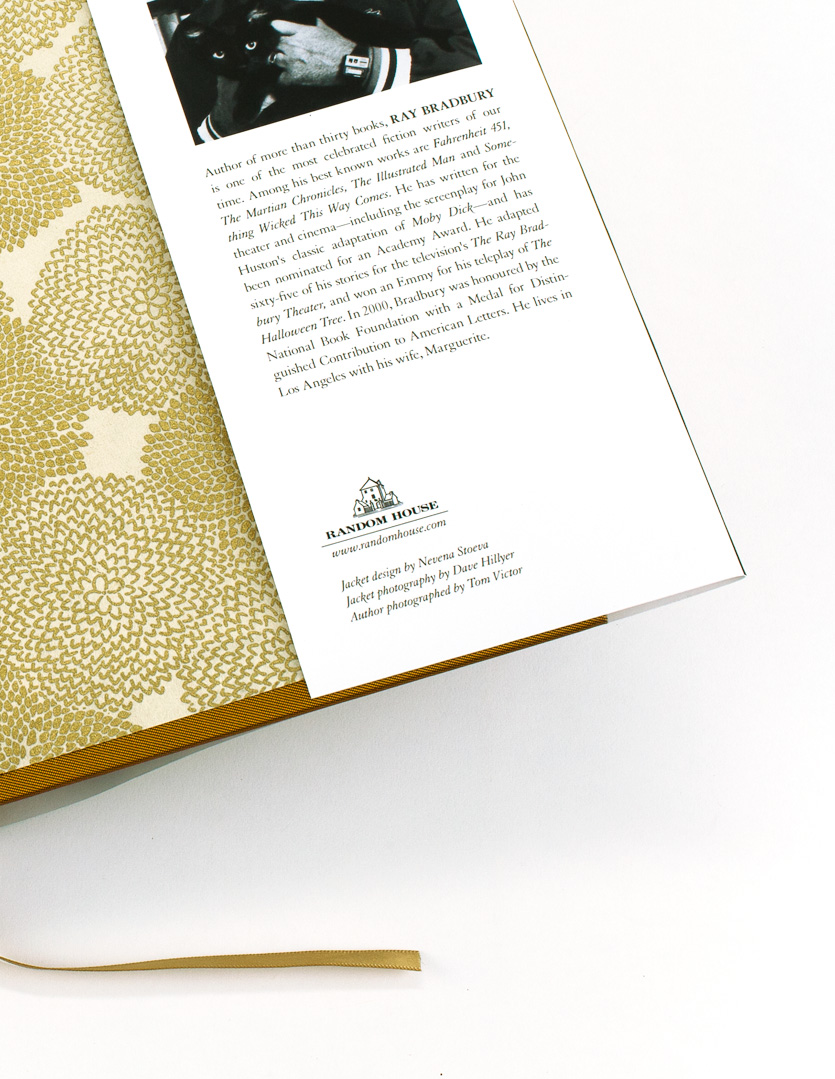 Author of more than thirty books, RAY BRADBURY
is one of the most celebrated fiction writers of our
time. Among his best known works are Fahrenheit 451,
The Martian Chronicles, The Illustrated Man and Some-
thing Wicked This Way Comes. He has written for the
theater and cinema—including the screenplay for John
Huston's classic adaptation of Moby Dick—and has
been nominated for an Academy Award. He adapted
sixty-five of his stories for the television's The Ray Brad-
bury Theater, and won an Emmy for his teleplay of The
Halloween Tree. In 2000, Bradbury was honoured by the
National Book Foundation with a Medal for Distin-
guished Contribution to American Letters. He lives in
Los Angeles with his wife, Marguerite.
RANDOM HOUSE
www.randomhouse.com
Jacket design by Nevena Stoeva
Jacket photography by Dave Hillyer
Author photographed by Tom Victor